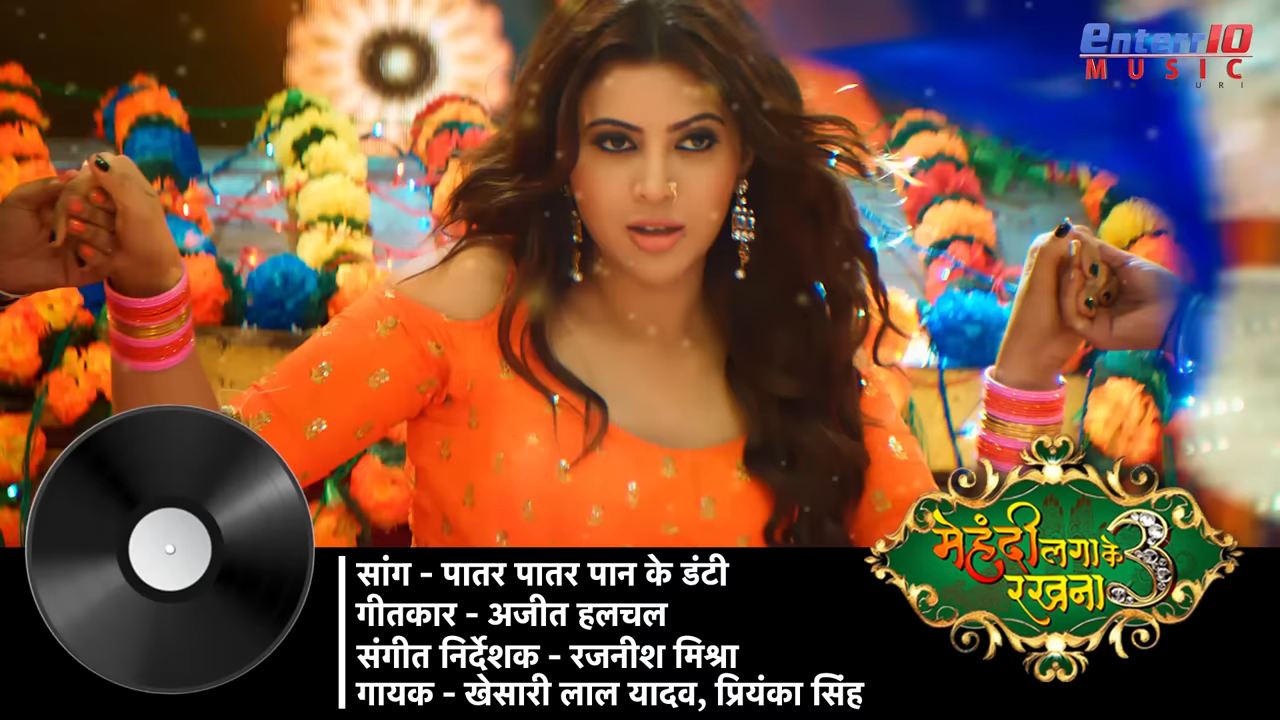 Enterr10
MUSIC
सांग - पातर पातर पान के डंटी
गीतकार - अजीत हलचल
संगीत निर्देशक - रजनीश मिश्रा
गायक - खेसारी लाल यादव, प्रियंका सिंह
मेहंदी लगा के
रखना 3